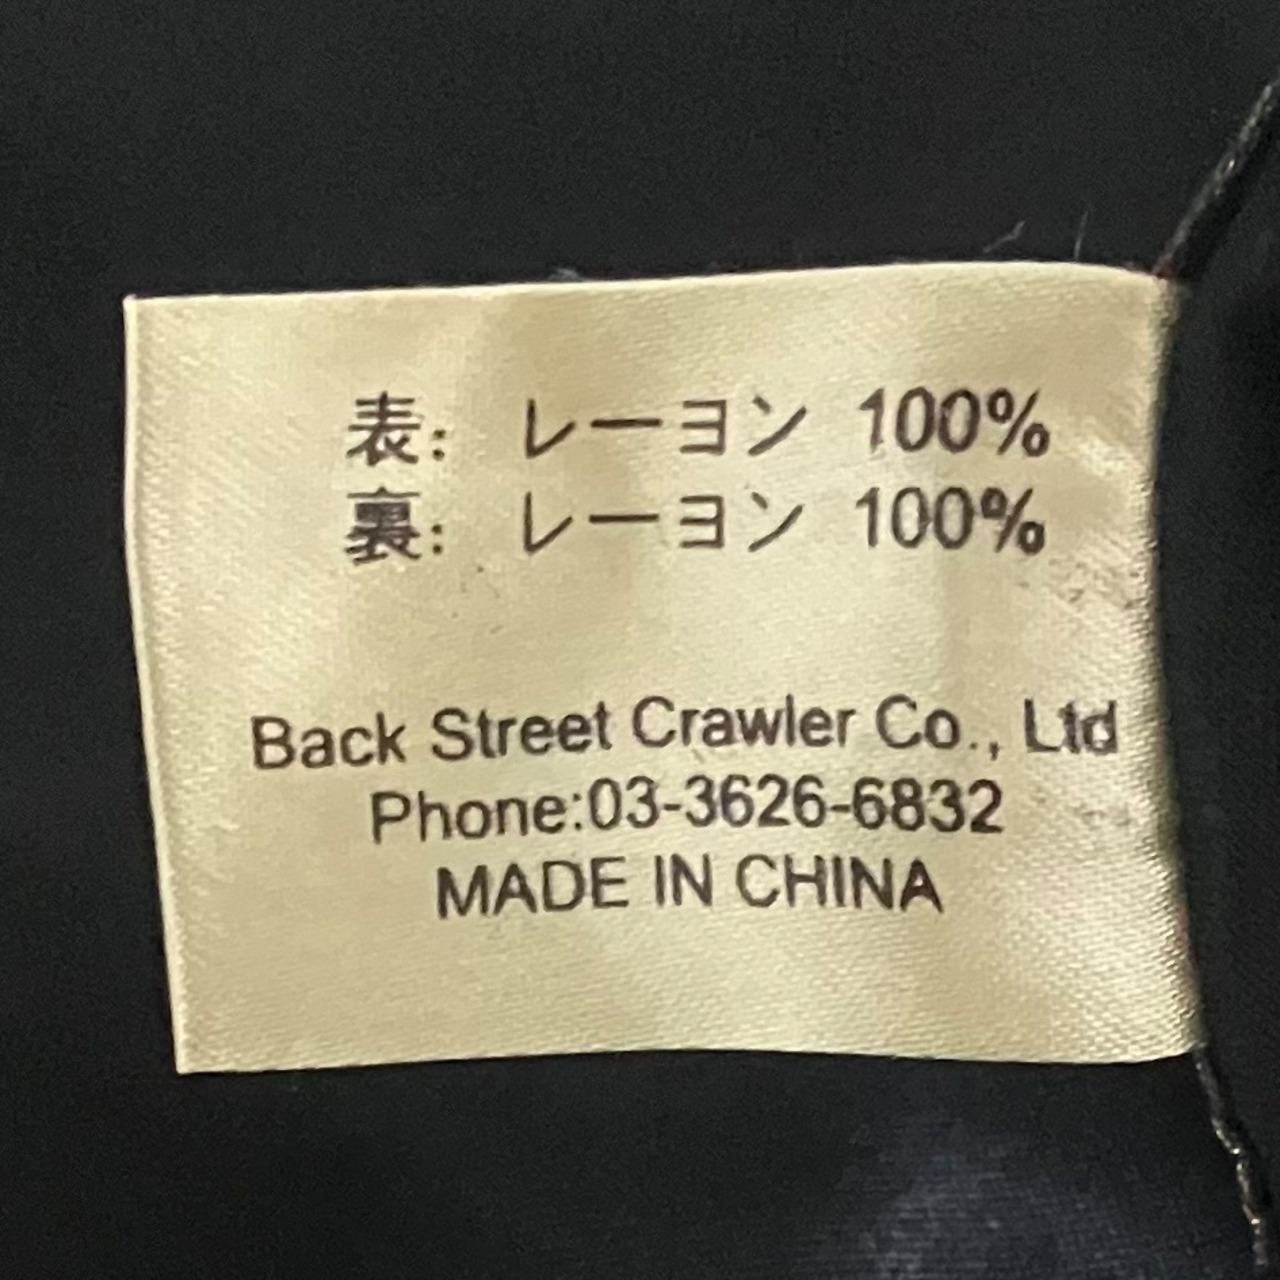 表: レーヨン 100%
裏: レーヨン 100%
Back Street Crawler Co., Ltd
Phone:03-3626-6832
MADE IN CHINA